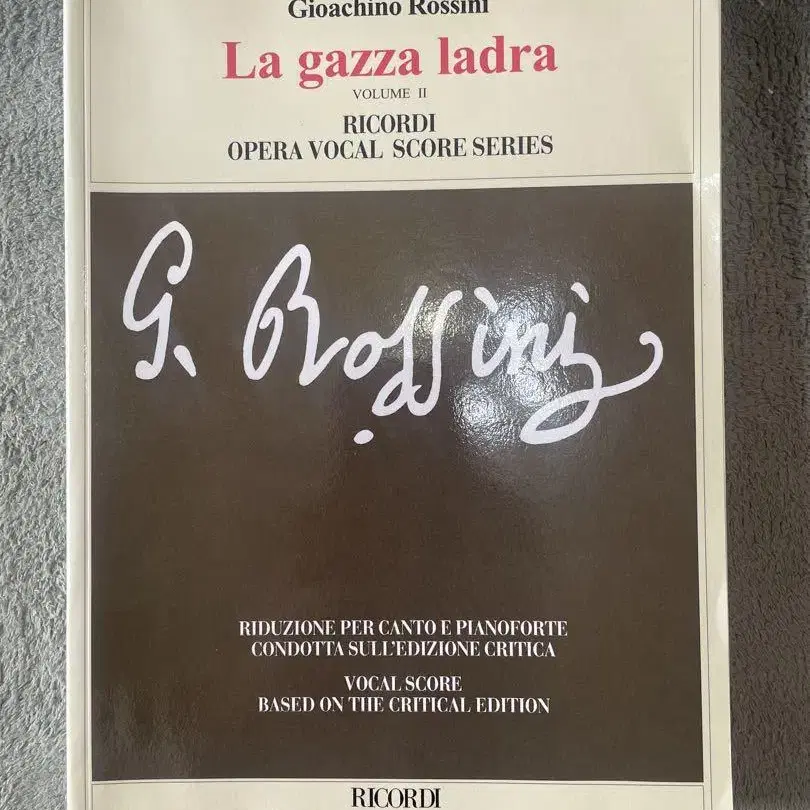 Gioachino Rossini
La gazza ladra
VOLUME II
RICORDI
OPERA VOCAL SCORE SERIES
G. Rossini
RIDUZIONE PER CANTO E PIANOFORTE
CONDOTTA SULL'EDIZIONE CRITICA
VOCAL SCORE
BASED ON THE CRITICAL EDITION
RICORDI